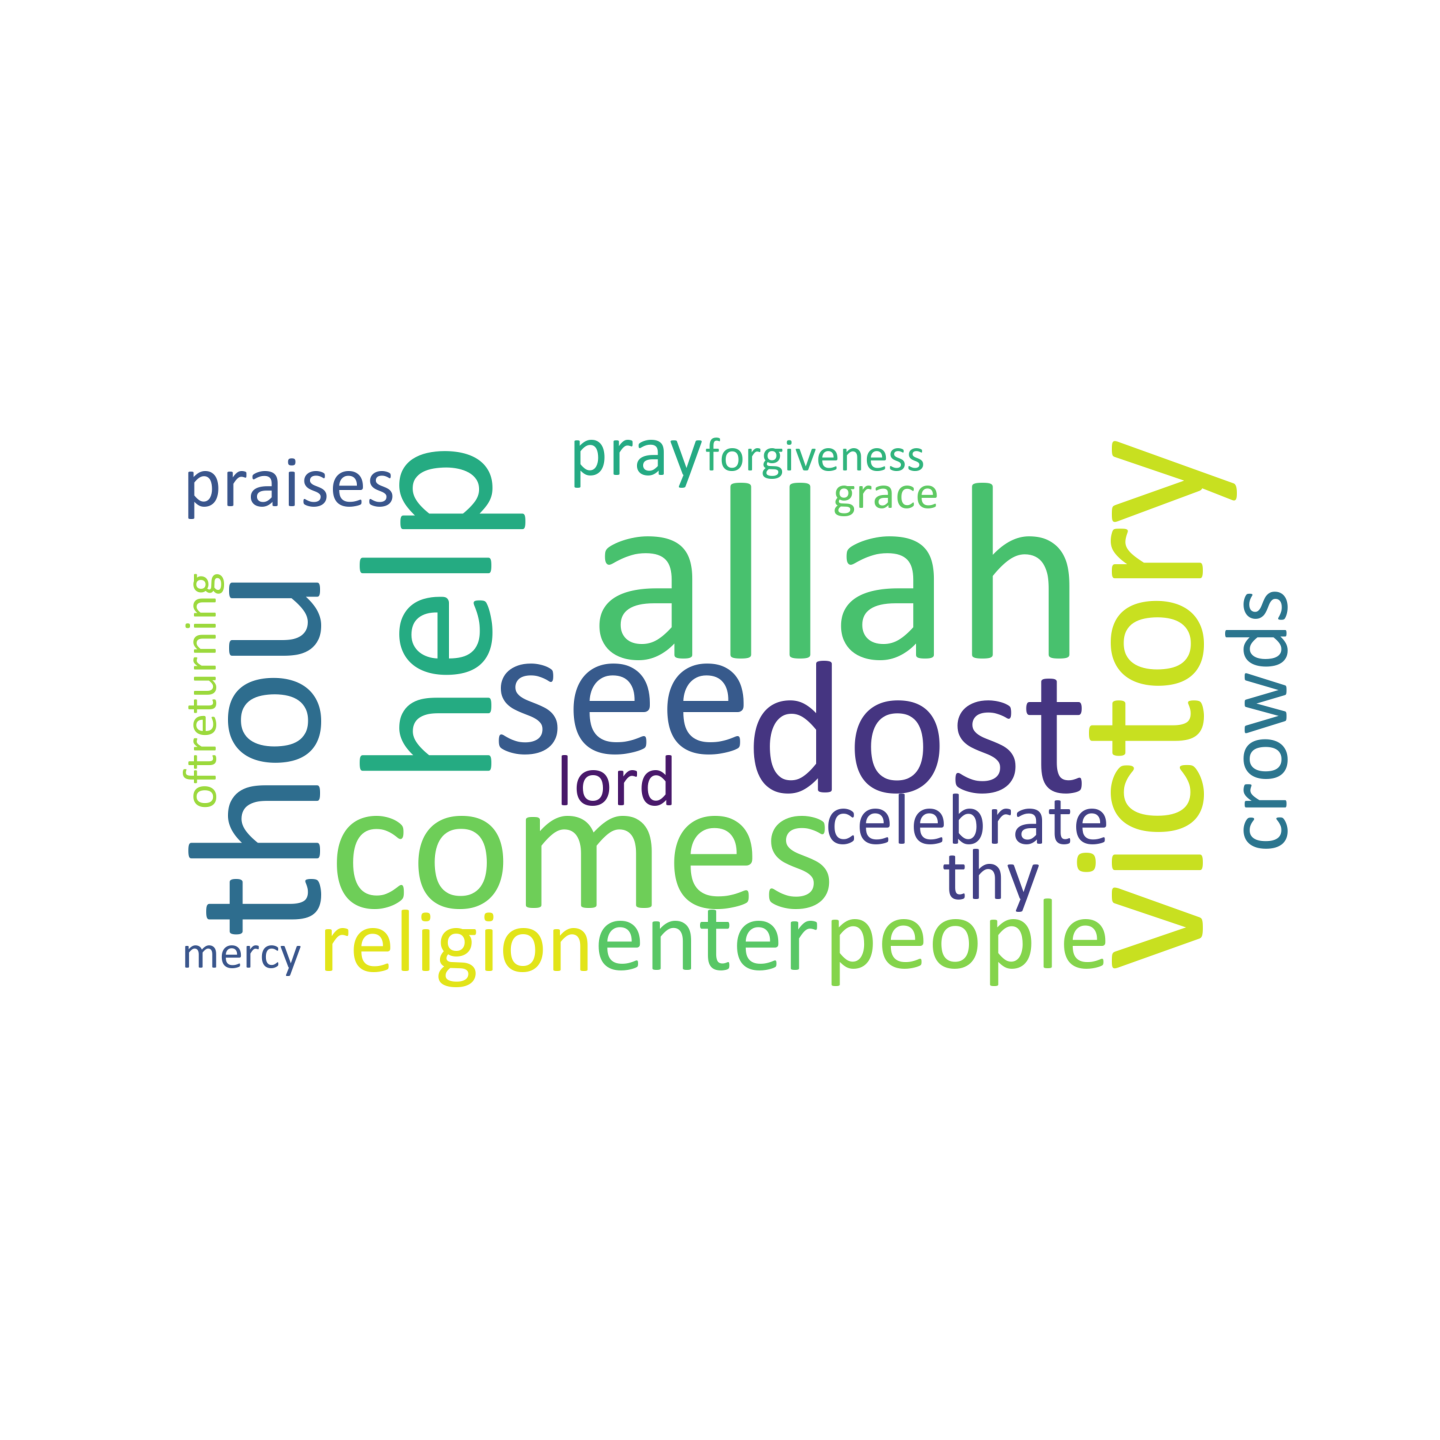 praises
help
pray
forgiveness
grace
allah
victory
crowds
oftreturning
thou
see
dost
lord
comes
celebrate
thy
mercy
religion
enter
people